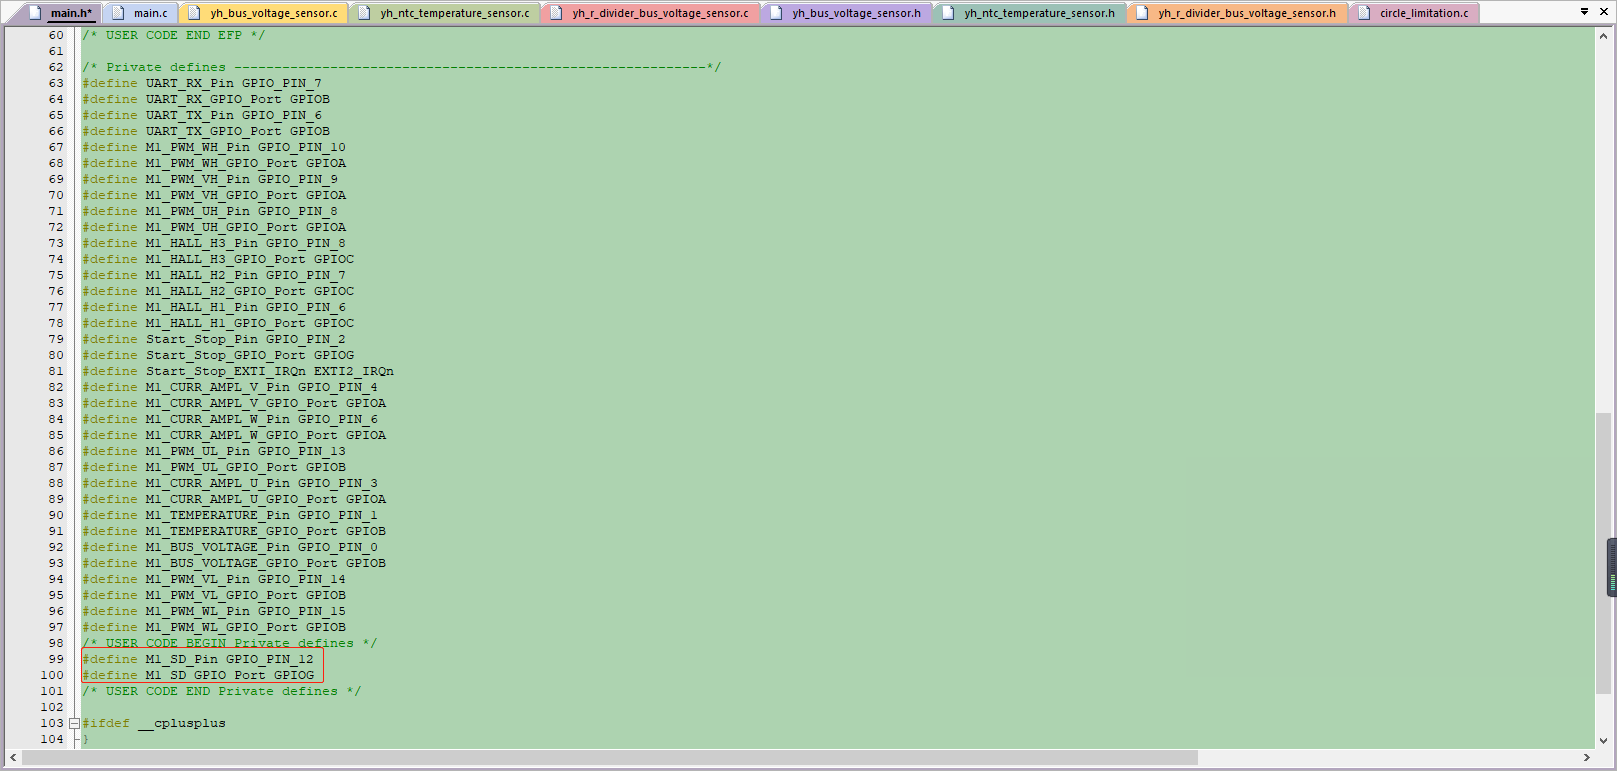 main.h* main.c yh_bus_voltage_sensor.c yh_ntc_temperature_sensor.c yh_r_divider_bus_voltage_sensor.c yh_bus_voltage_sensor.h yh_ntc_temperature_sensor.h yh_r_divider_bus_voltage_sensor.h circle_limitation.c
60 /* USER CODE END EFP */
61
62 /* Private defines -----------------------------------------------------------*/
63 #define UART_RX_Pin GPIO_PIN_7
64 #define UART_RX_GPIO_Port GPIOB
65 #define UART_TX_Pin GPIO_PIN_6
66 #define UART_TX_GPIO_Port GPIOB
67 #define M1_PWM_WH_Pin GPIO_PIN_10
68 #define M1_PWM_WH_GPIO_Port GPIOA
69 #define M1_PWM_VH_Pin GPIO_PIN_9
70 #define M1_PWM_VH_GPIO_Port GPIOA
71 #define M1_PWM_UH_Pin GPIO_PIN_8
72 #define M1_PWM_UH_GPIO_Port GPIOA
73 #define M1_HALL_H3_Pin GPIO_PIN_8
74 #define M1_HALL_H3_GPIO_Port GPIOC
75 #define M1_HALL_H2_Pin GPIO_PIN_7
76 #define M1_HALL_H2_GPIO_Port GPIOC
77 #define M1_HALL_H1_Pin GPIO_PIN_6
78 #define M1_HALL_H1_GPIO_Port GPIOC
79 #define Start_Stop_Pin GPIO_PIN_2
80 #define Start_Stop_GPIO_Port GPIOG
81 #define Start_Stop_EXTI_IRQn EXTI2_IRQn
82 #define M1_CURR_AMPL_V_Pin GPIO_PIN_4
83 #define M1_CURR_AMPL_V_GPIO_Port GPIOA
84 #define M1_CURR_AMPL_W_Pin GPIO_PIN_6
85 #define M1_CURR_AMPL_W_GPIO_Port GPIOA
86 #define M1_PWM_UL_Pin GPIO_PIN_13
87 #define M1_PWM_UL_GPIO_Port GPIOB
88 #define M1_CURR_AMPL_U_Pin GPIO_PIN_3
89 #define M1_CURR_AMPL_U_GPIO_Port GPIOA
90 #define M1_TEMPERATURE_Pin GPIO_PIN_1
91 #define M1_TEMPERATURE_GPIO_Port GPIOB
92 #define M1_BUS_VOLTAGE_Pin GPIO_PIN_0
93 #define M1_BUS_VOLTAGE_GPIO_Port GPIOB
94 #define M1_PWM_VL_Pin GPIO_PIN_14
95 #define M1_PWM_VL_GPIO_Port GPIOB
96 #define M1_PWM_WL_Pin GPIO_PIN_15
97 #define M1_PWM_WL_GPIO_Port GPIOB
98 /* USER CODE BEGIN Private defines */
99 #define M1_SD_Pin GPIO_PIN_12
100 #define M1_SD_GPIO_Port GPIOG
101 /* USER CODE END Private defines */
102
103 #ifdef __cplusplus
104 }